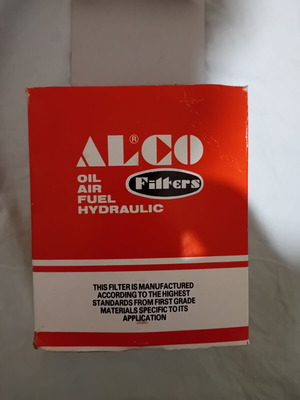 ALCO®
OIL
AIR
FUEL
HYDRAULIC
Filters
THIS FILTER IS MANUFACTURED
ACCORDING TO THE HIGHEST
STANDARDS FROM FIRST GRADE
MATERIALS SPECIFIC TO ITS
APPLICATION